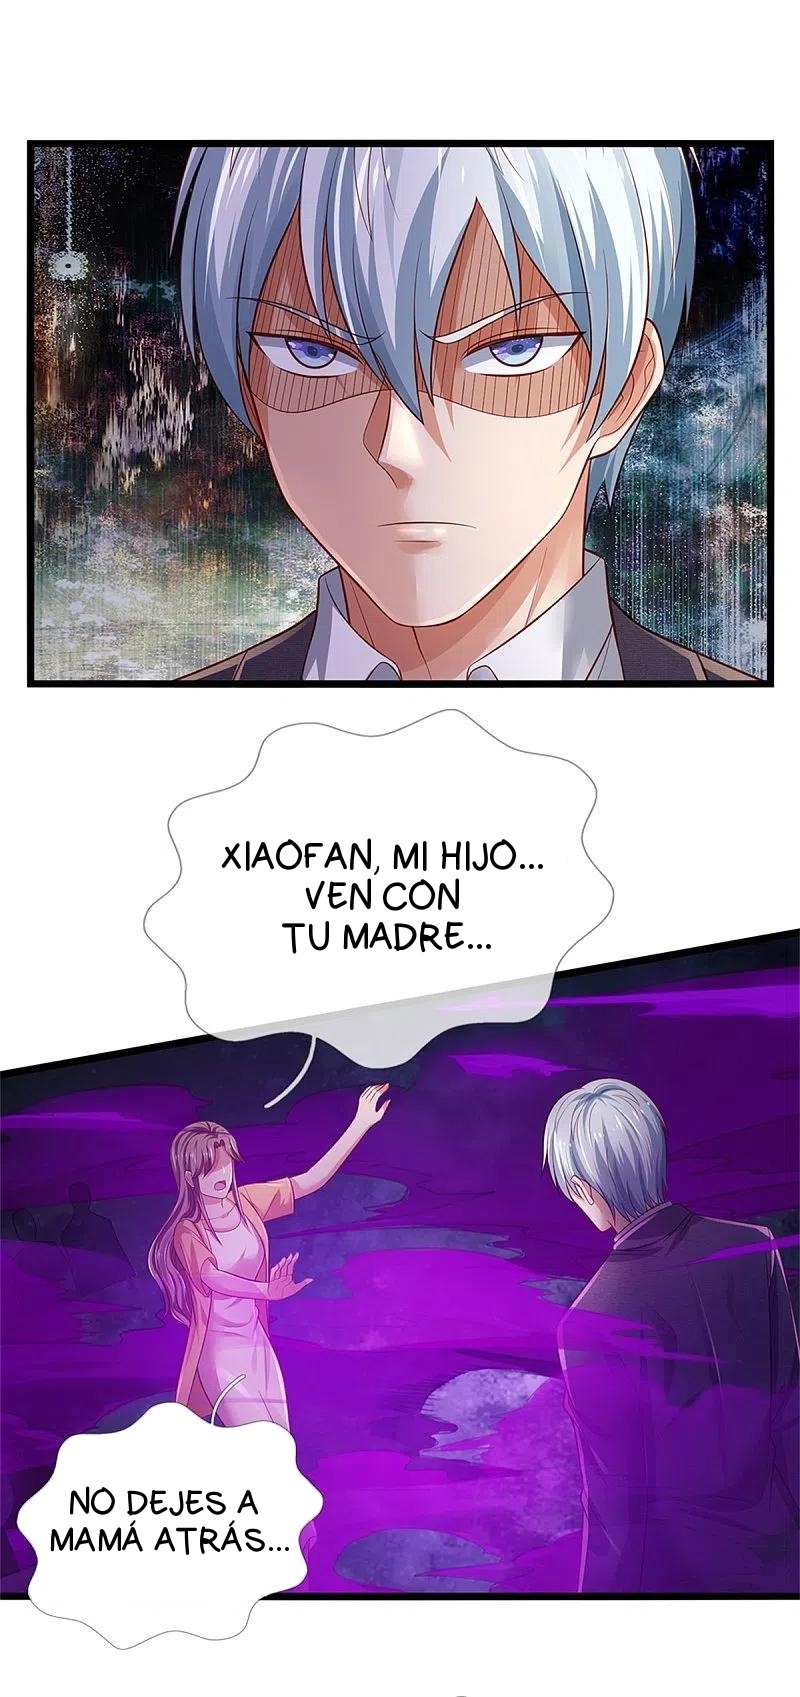 XIAOFAN, MI HIJO...
VEN CON
TU MADRE...
NO DEJES A
MAMÁ ATRÁS...